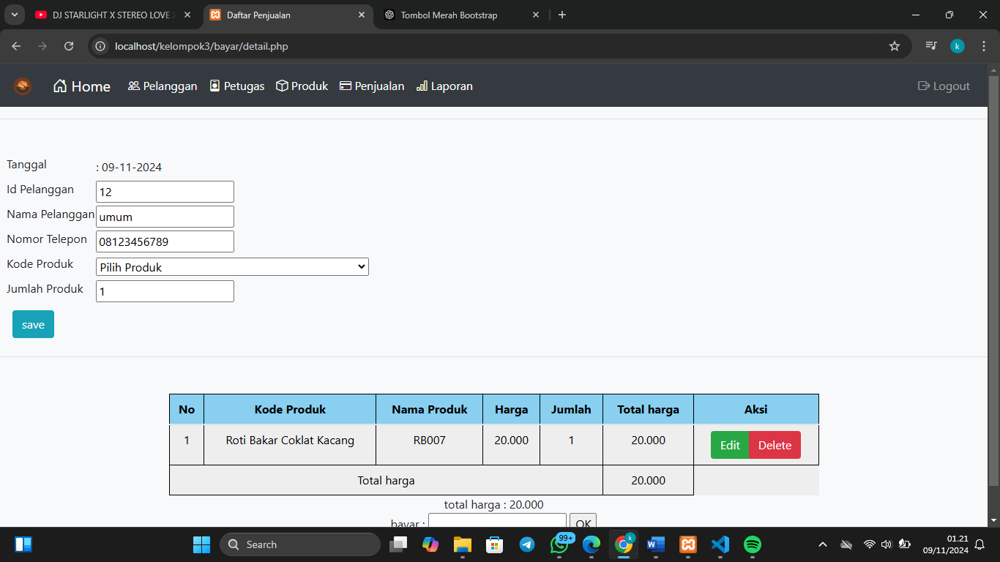 DJ STARLIGHT X STEREO LOVE
Daftar Penjualan
Tombol Merah Bootstrap
localhost/kelompok3/bayar/detail.php
k
Home Pelanggan Petugas Produk Penjualan Laporan Logout
Tanggal : 09-11-2024
Id Pelanggan 12
Nama Pelanggan umum
Nomor Telepon 08123456789
Kode Produk Pilih Produk
Jumlah Produk 1
save
No Kode Produk Nama Produk Harga Jumlah Total harga Aksi
1 Roti Bakar Coklat Kacang RB007 20.000 1 20.000 Edit Delete
Total harga 20.000
total harga : 20.000
bayar : OK
Search
99+
k
01.21
09/11/2024